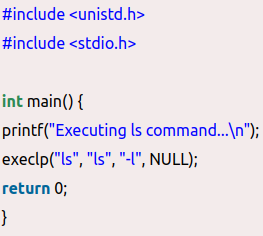 #include <unistd.h>
#include <stdio.h>
int main() {
printf("Executing ls command...\n");
execlp("ls", "ls", "-l", NULL);
return 0;
}